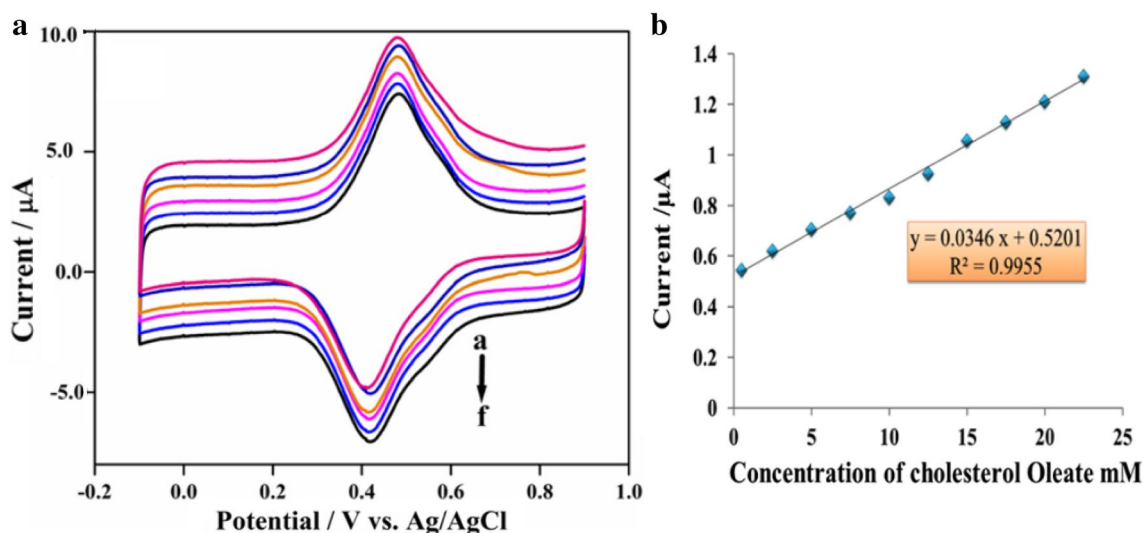 a
10.0
5.0
0.0
-5.0
Current / μA
a
f
-0.2 0.0 0.2 0.4 0.6 0.8 1.0
Potential / V vs. Ag/AgCl
b
1.4
1.2
1
0.8
0.6
0.4
0.2
0
Current /μA
y = 0.0346 x + 0.5201
R² = 0.9955
0 5 10 15 20 25
Concentration of cholesterol Oleate mM